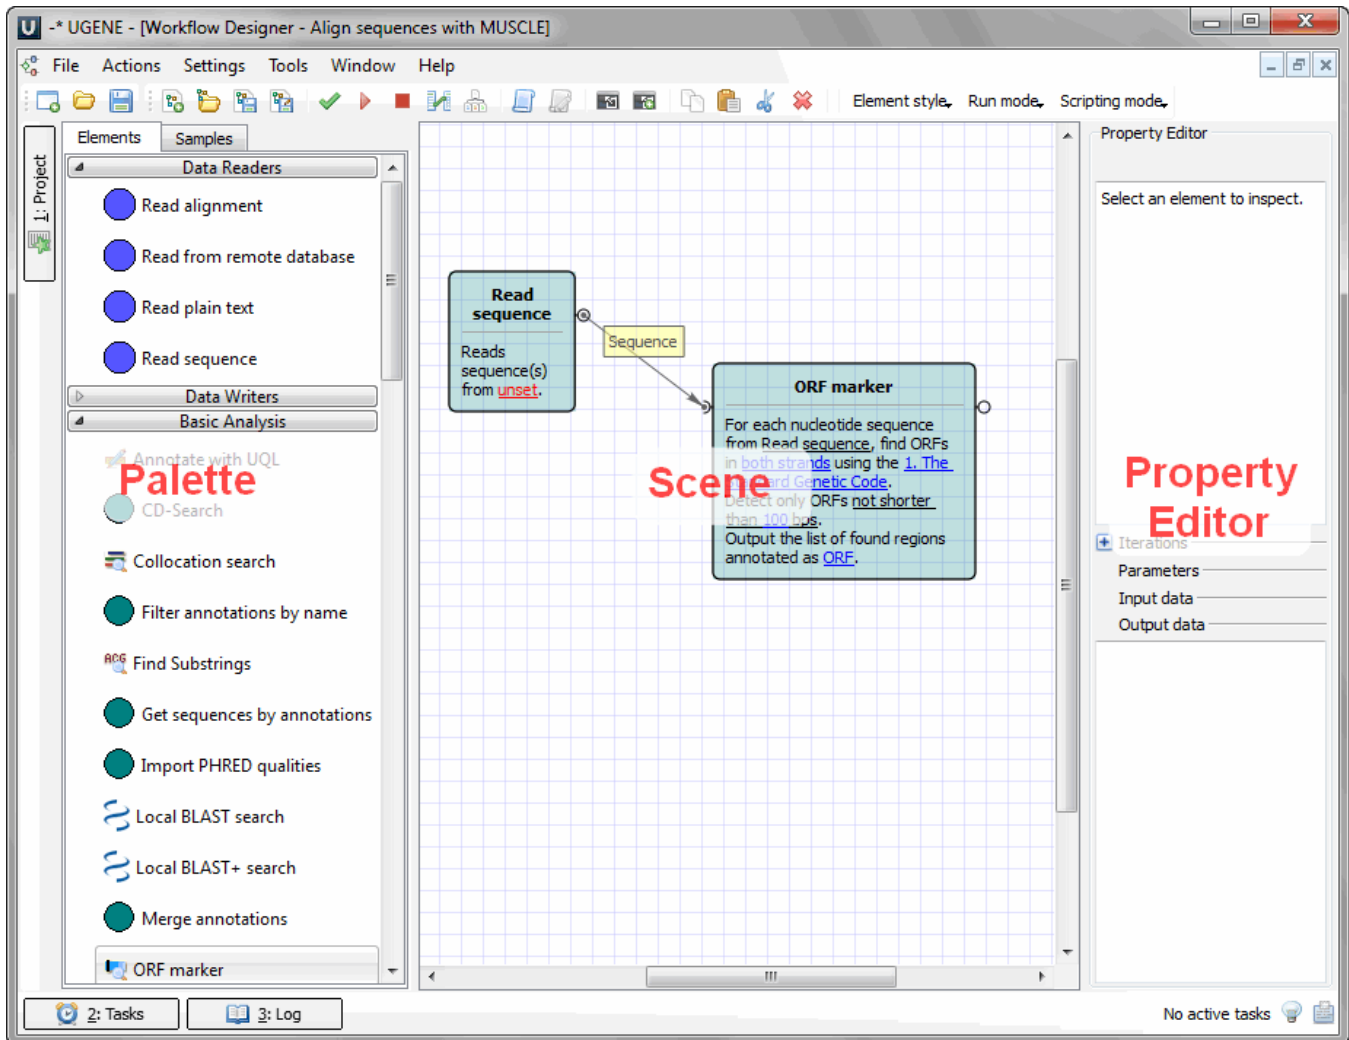 -* UGENE - [Workflow Designer - Align sequences with MUSCLE]
File Actions Settings Tools Window Help
Element style Run mode Scripting mode
1: Project
Elements Samples
Data Readers
Read alignment
Read from remote database
Read plain text
Read sequence
Data Writers
Basic Analysis
Annotate with UQL
Palette
CD-Search
Collocation search
Filter annotations by name
ACG
Find Substrings
Get sequences by annotations
Import PHRED qualities
Local BLAST search
Local BLAST+ search
Merge annotations
ORF marker
Read
sequence
Reads
sequence(s)
from unset.
Sequence
ORF marker
For each nucleotide sequence
from Read sequence, find ORFs
in both strands using the 1. The
Standard Genetic Code.
Detect only ORFs not shorter
than 100 bps.
Output the list of found regions
annotated as ORF.
Scene
Property Editor
Select an element to inspect.
Property
Editor
Iterations
Parameters
Input data
Output data
2: Tasks
3: Log
No active tasks